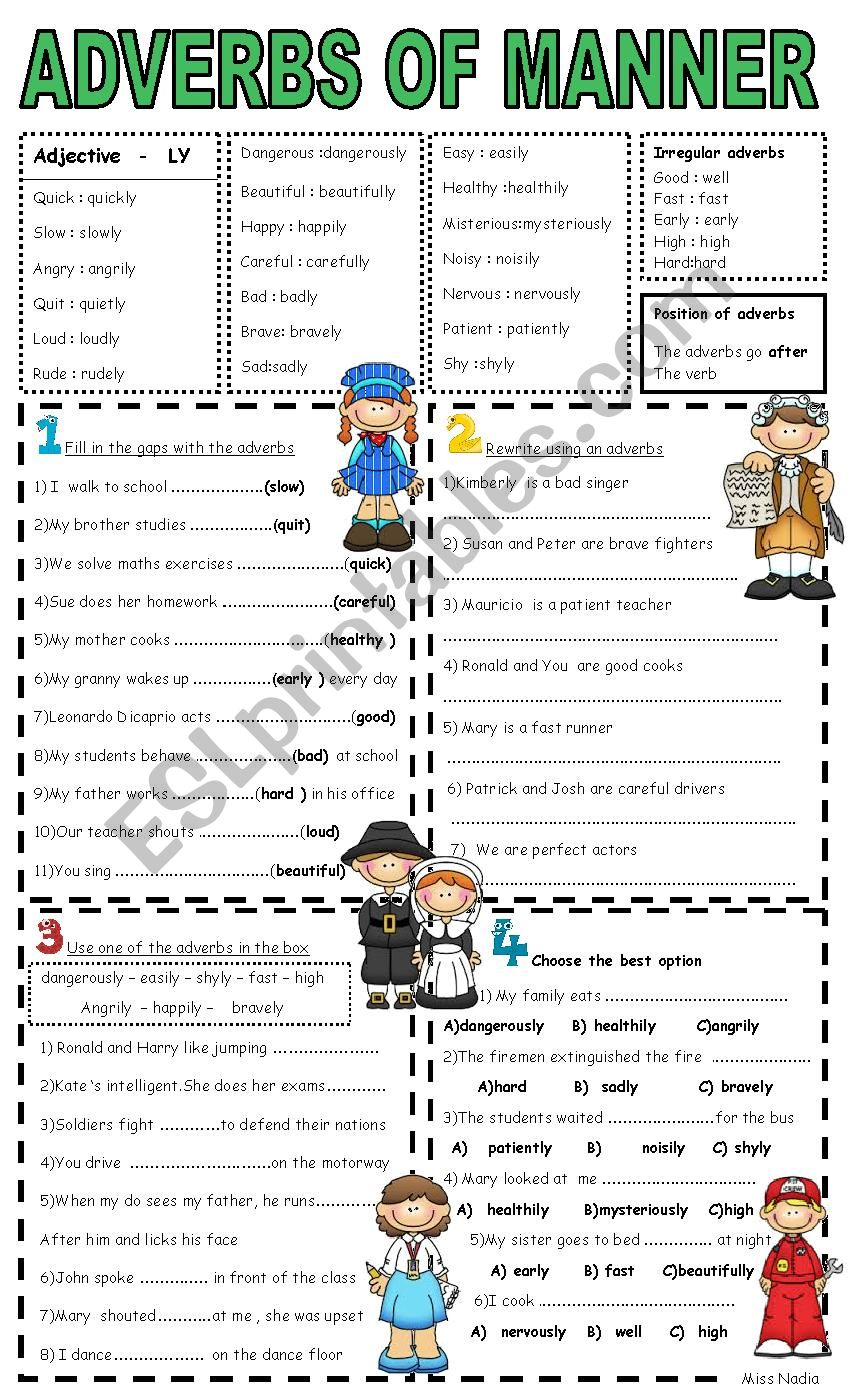 ADVERBS OF MANNER
Adjective - LY
Quick : quickly
Slow : slowly
Angry : angrily
Quit : quietly
Loud : loudly
Rude : rudely
Dangerous :dangerously
Beautiful : beautifully
Happy : happily
Careful : carefully
Bad : badly
Brave: bravely
Sad:sadly
Easy : easily
Healthy :healthily
Misterious:mysteriously
Noisy : noisily
Nervous : nervously
Patient : patiently
Shy :shyly
Irregular adverbs
Good : well
Fast : fast
Early : early
High : high
Hard:hard
Position of adverbs
The adverbs go after
The verb
1 Fill in the gaps with the adverbs
1) I walk to school ...................(slow)
2)My brother studies .................(quit)
3)We solve maths exercises ......................(quick)
4)Sue does her homework .......................(careful)
5)My mother cooks ...............................(healthy )
6)My granny wakes up ................(early ) every day
7)Leonardo Dicaprio acts ............................(good)
8)My students behave ....................(bad) at school
9)My father works .................(hard ) in his office
10)Our teacher shouts .....................(loud)
11)You sing ................................(beautiful)
2 Rewrite using an adverbs
1)Kimberly is a bad singer
.......................................................
2) Susan and Peter are brave fighters
............................................................
3) Mauricio is a patient teacher
.....................................................................
4) Ronald and You are good cooks
......................................................................
5) Mary is a fast runner
.....................................................................
6) Patrick and Josh are careful drivers
.......................................................................
7) We are perfect actors
.................................................................
3 Use one of the adverbs in the box
dangerously – easily – shyly – fast – high
Angrily – happily – bravely
1) Ronald and Harry like jumping ......................
2)Kate ‘s intelligent.She does her exams............
3)Soldiers fight ............to defend their nations
4)You drive .............................on the motorway
5)When my do sees my father, he runs.............
After him and licks his face
6)John spoke .............. in front of the class
7)Mary shouted...........at me , she was upset
8) I dance.................. on the dance floor
4 Choose the best option
1) My family eats ......................................
A)dangerously B) healthily C)angrily
2)The firemen extinguished the fire .....................
A)hard B) sadly C) bravely
3)The students waited ......................for the bus
A) patiently B) noisily C) shyly
4) Mary looked at me ................................
A) healthily B)mysteriously C)high
5)My sister goes to bed .............. at night
A) early B) fast C)beautifully
6)I cook ........................................
A) nervously B) well C) high
Miss Nadia
ESLprintables.com